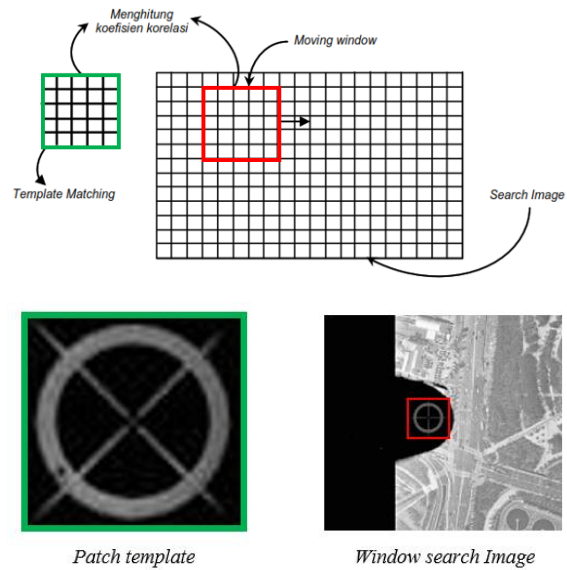 Menghitung
koefisien korelasi
Moving window
Template Matching
Search Image
Patch template
Window search Image